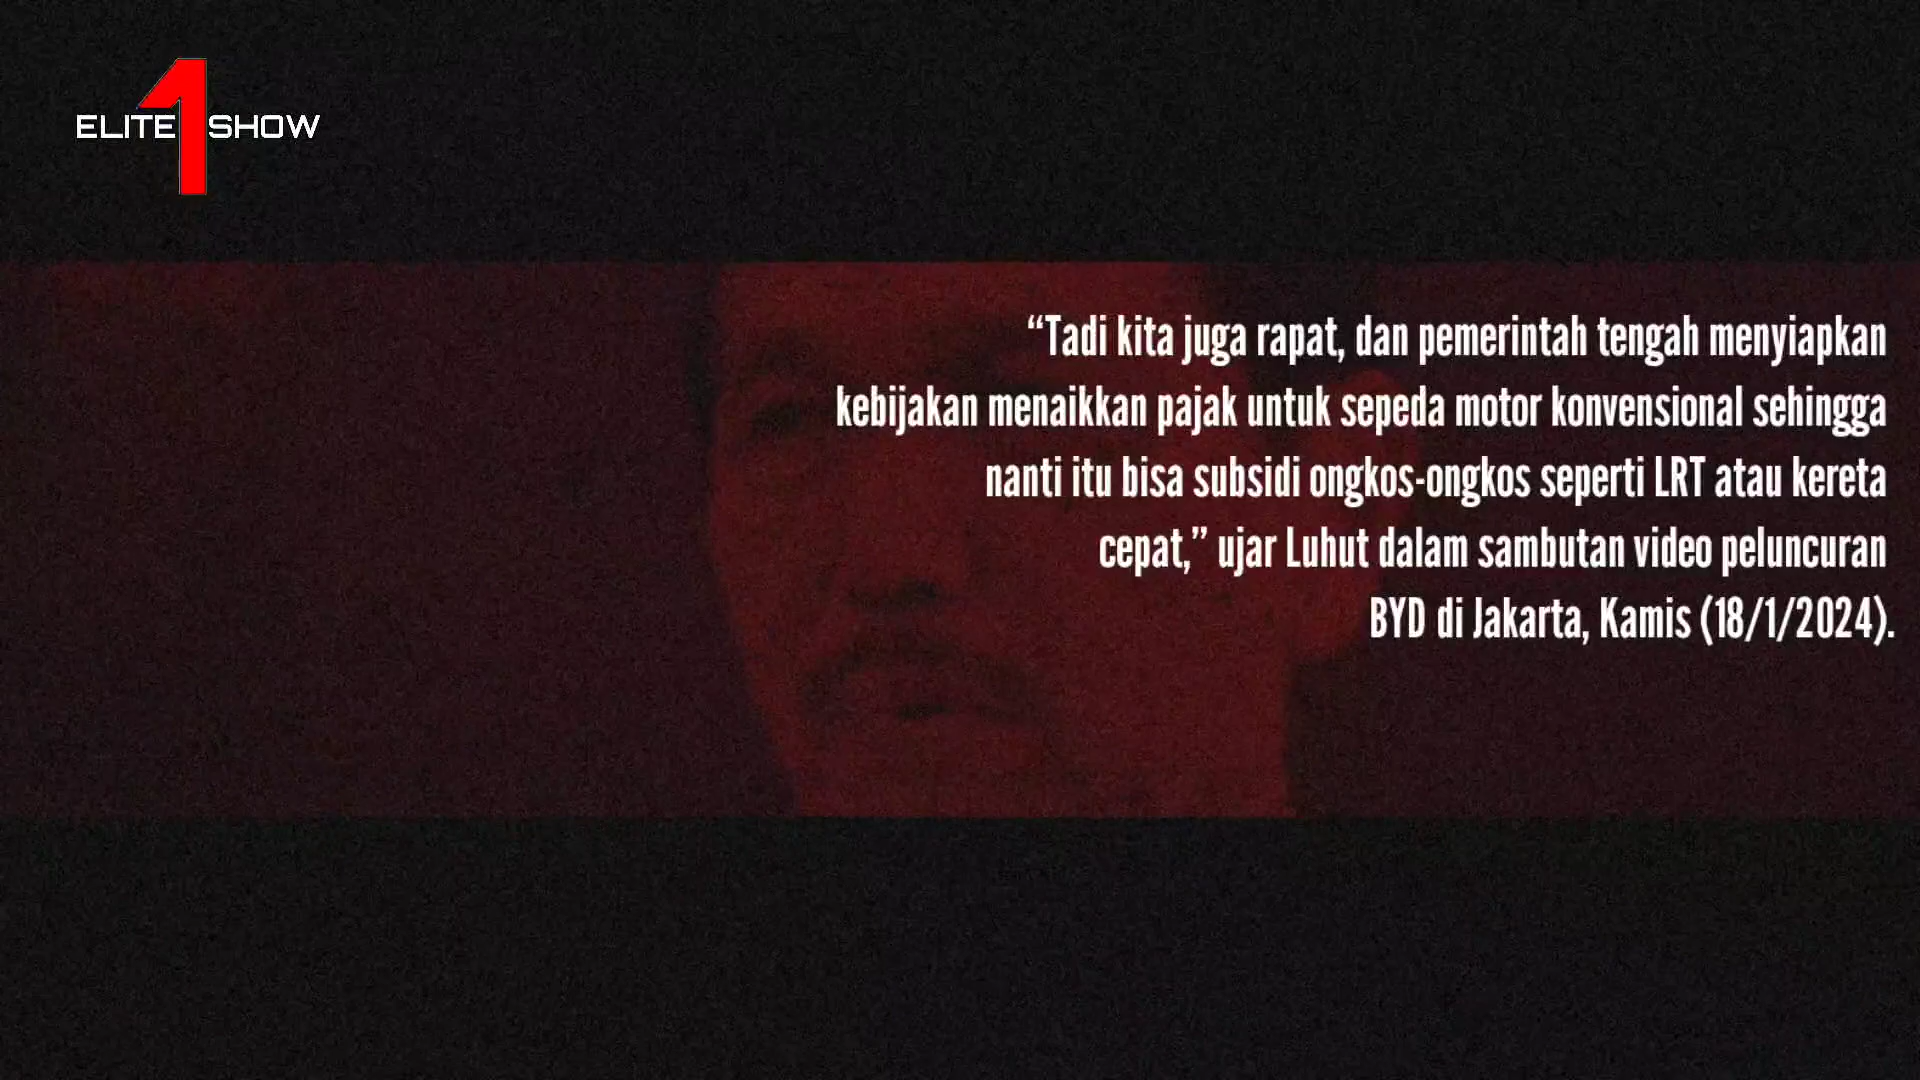 ELITE 1 SHOW
“Tadi kita juga rapat, dan pemerintah tengah menyiapkan
kebijakan menaikkan pajak untuk sepeda motor konvensional sehingga
nanti itu bisa subsidi ongkos-ongkos seperti LRT atau kereta
cepat,” ujar Luhut dalam sambutan video peluncuran
BYD di Jakarta, Kamis (18/1/2024).